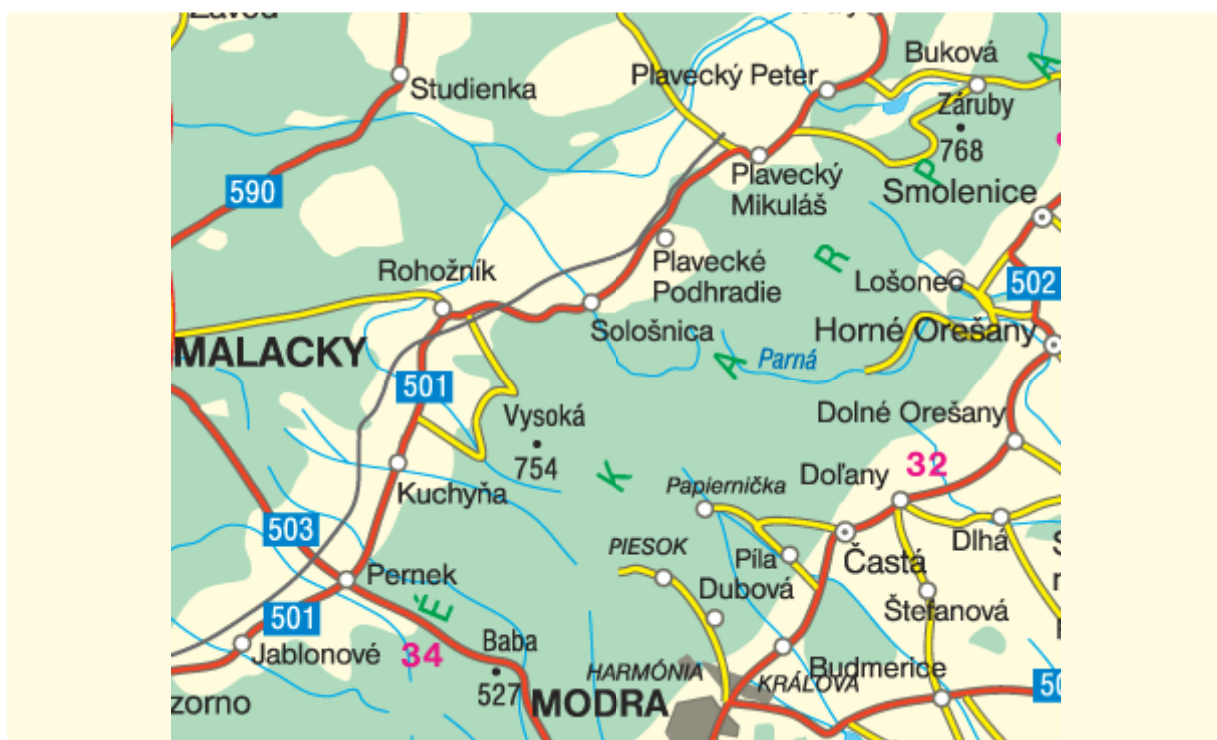 Studienka
Plavecký Peter
Buková
Záruby
768
A
P
590
Plavecký
Mikuláš
Smolenice
R
Rohožník
Plavecké
Podhradie
Lošonec
502
Sološnica
Horné Orešany
MALACKY
A
Parná
501
Vysoká
754
Dolné Orešany
K
Doľany
32
Kuchyňa
Papiernička
503
PIESOK
Píla
Častá
Dlhá
Pernek
Dubová
Štefanová
É
501
Jablonové
34
Baba
527
HARMÓNIA
KRÁĽOVÁ
Budmerice
MODRA
zorno